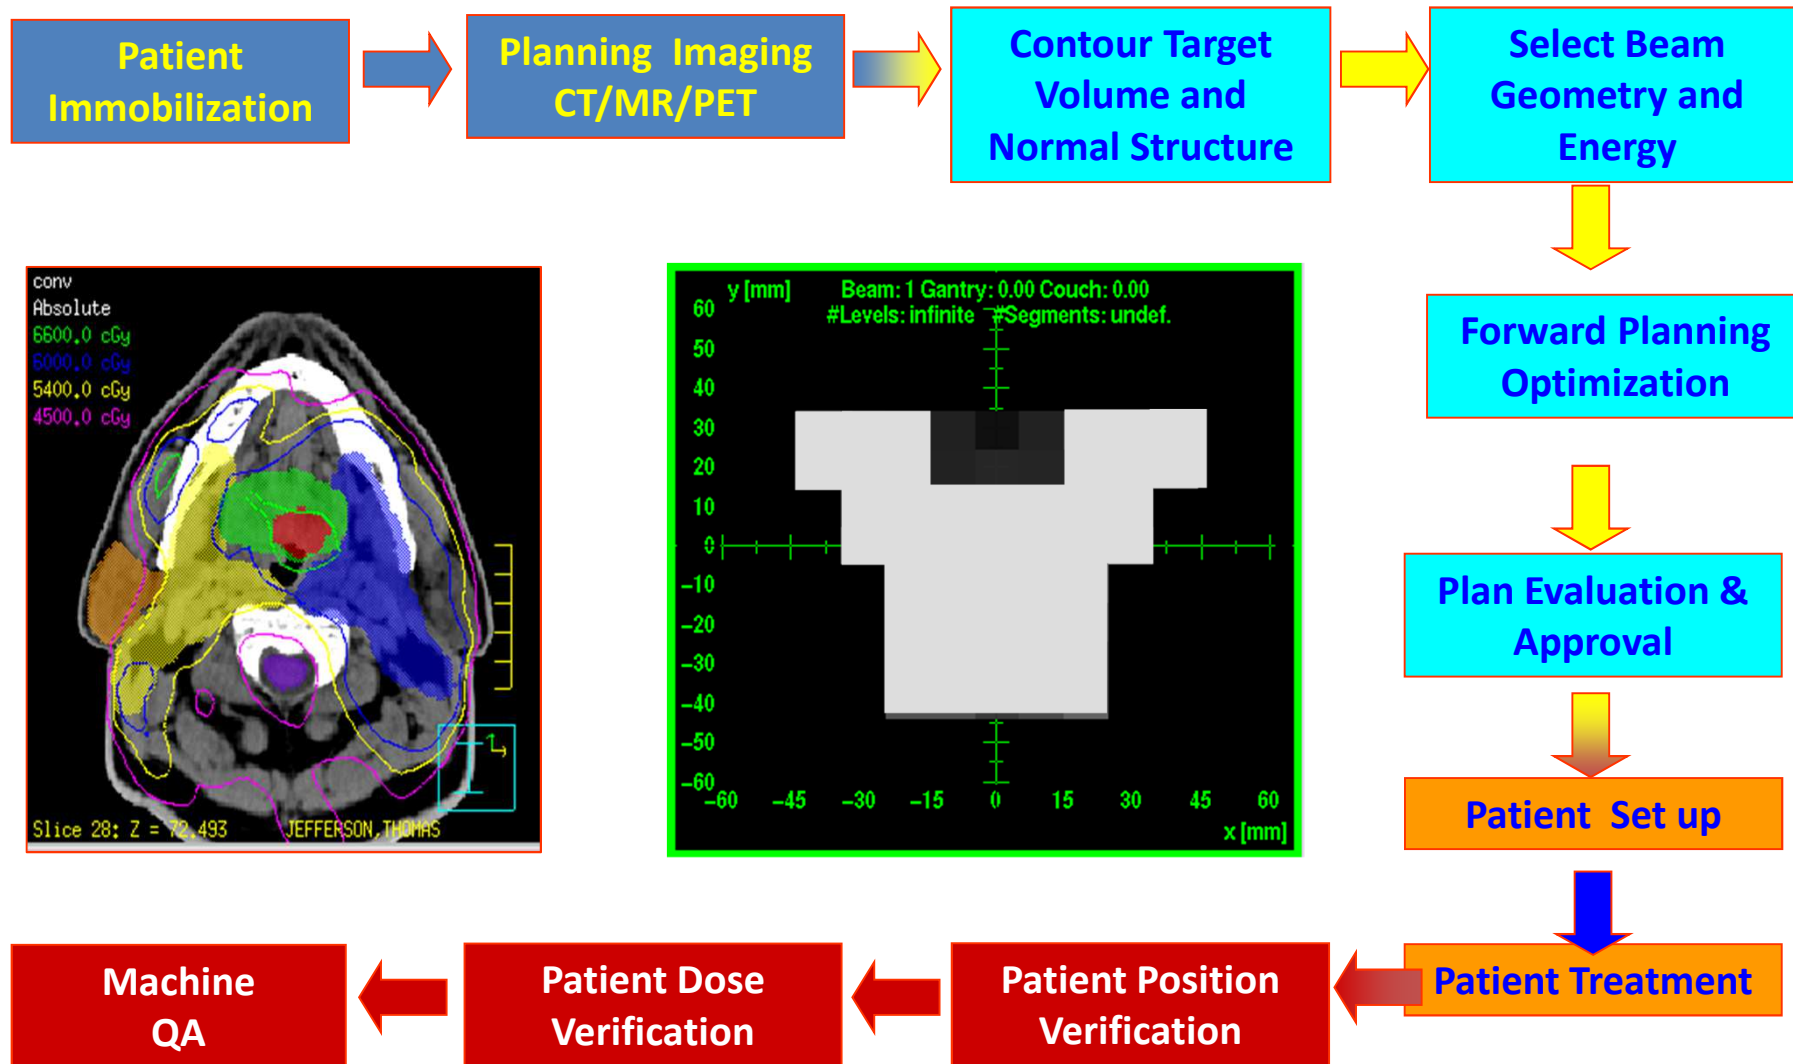 Patient
Immobilization
Planning  Imaging
CT/MR/PET
Contour Target
Volume and
Normal Structure
Select Beam
Geometry and
Energy
Forward Planning
Optimization
Plan Evaluation &
Approval
Patient  Set up
Patient Treatment
Patient Position
Verification
Patient Dose
Verification
Machine
QA
conv
Absolute
6600.0 cGy
6000.0 cGy
5400.0 cGy
4500.0 cGy
Slice 28: Z = 72.493 JEFFERSON,THOMAS
y [mm]
Beam: 1 Gantry: 0.00 Couch: 0.00
#Levels: infinite #Segments: undef.
60
50
40
30
20
10
0
-10
-20
-30
-40
-50
-60
-60 -45 -30 -15 0 15 30 45 60
x [mm]